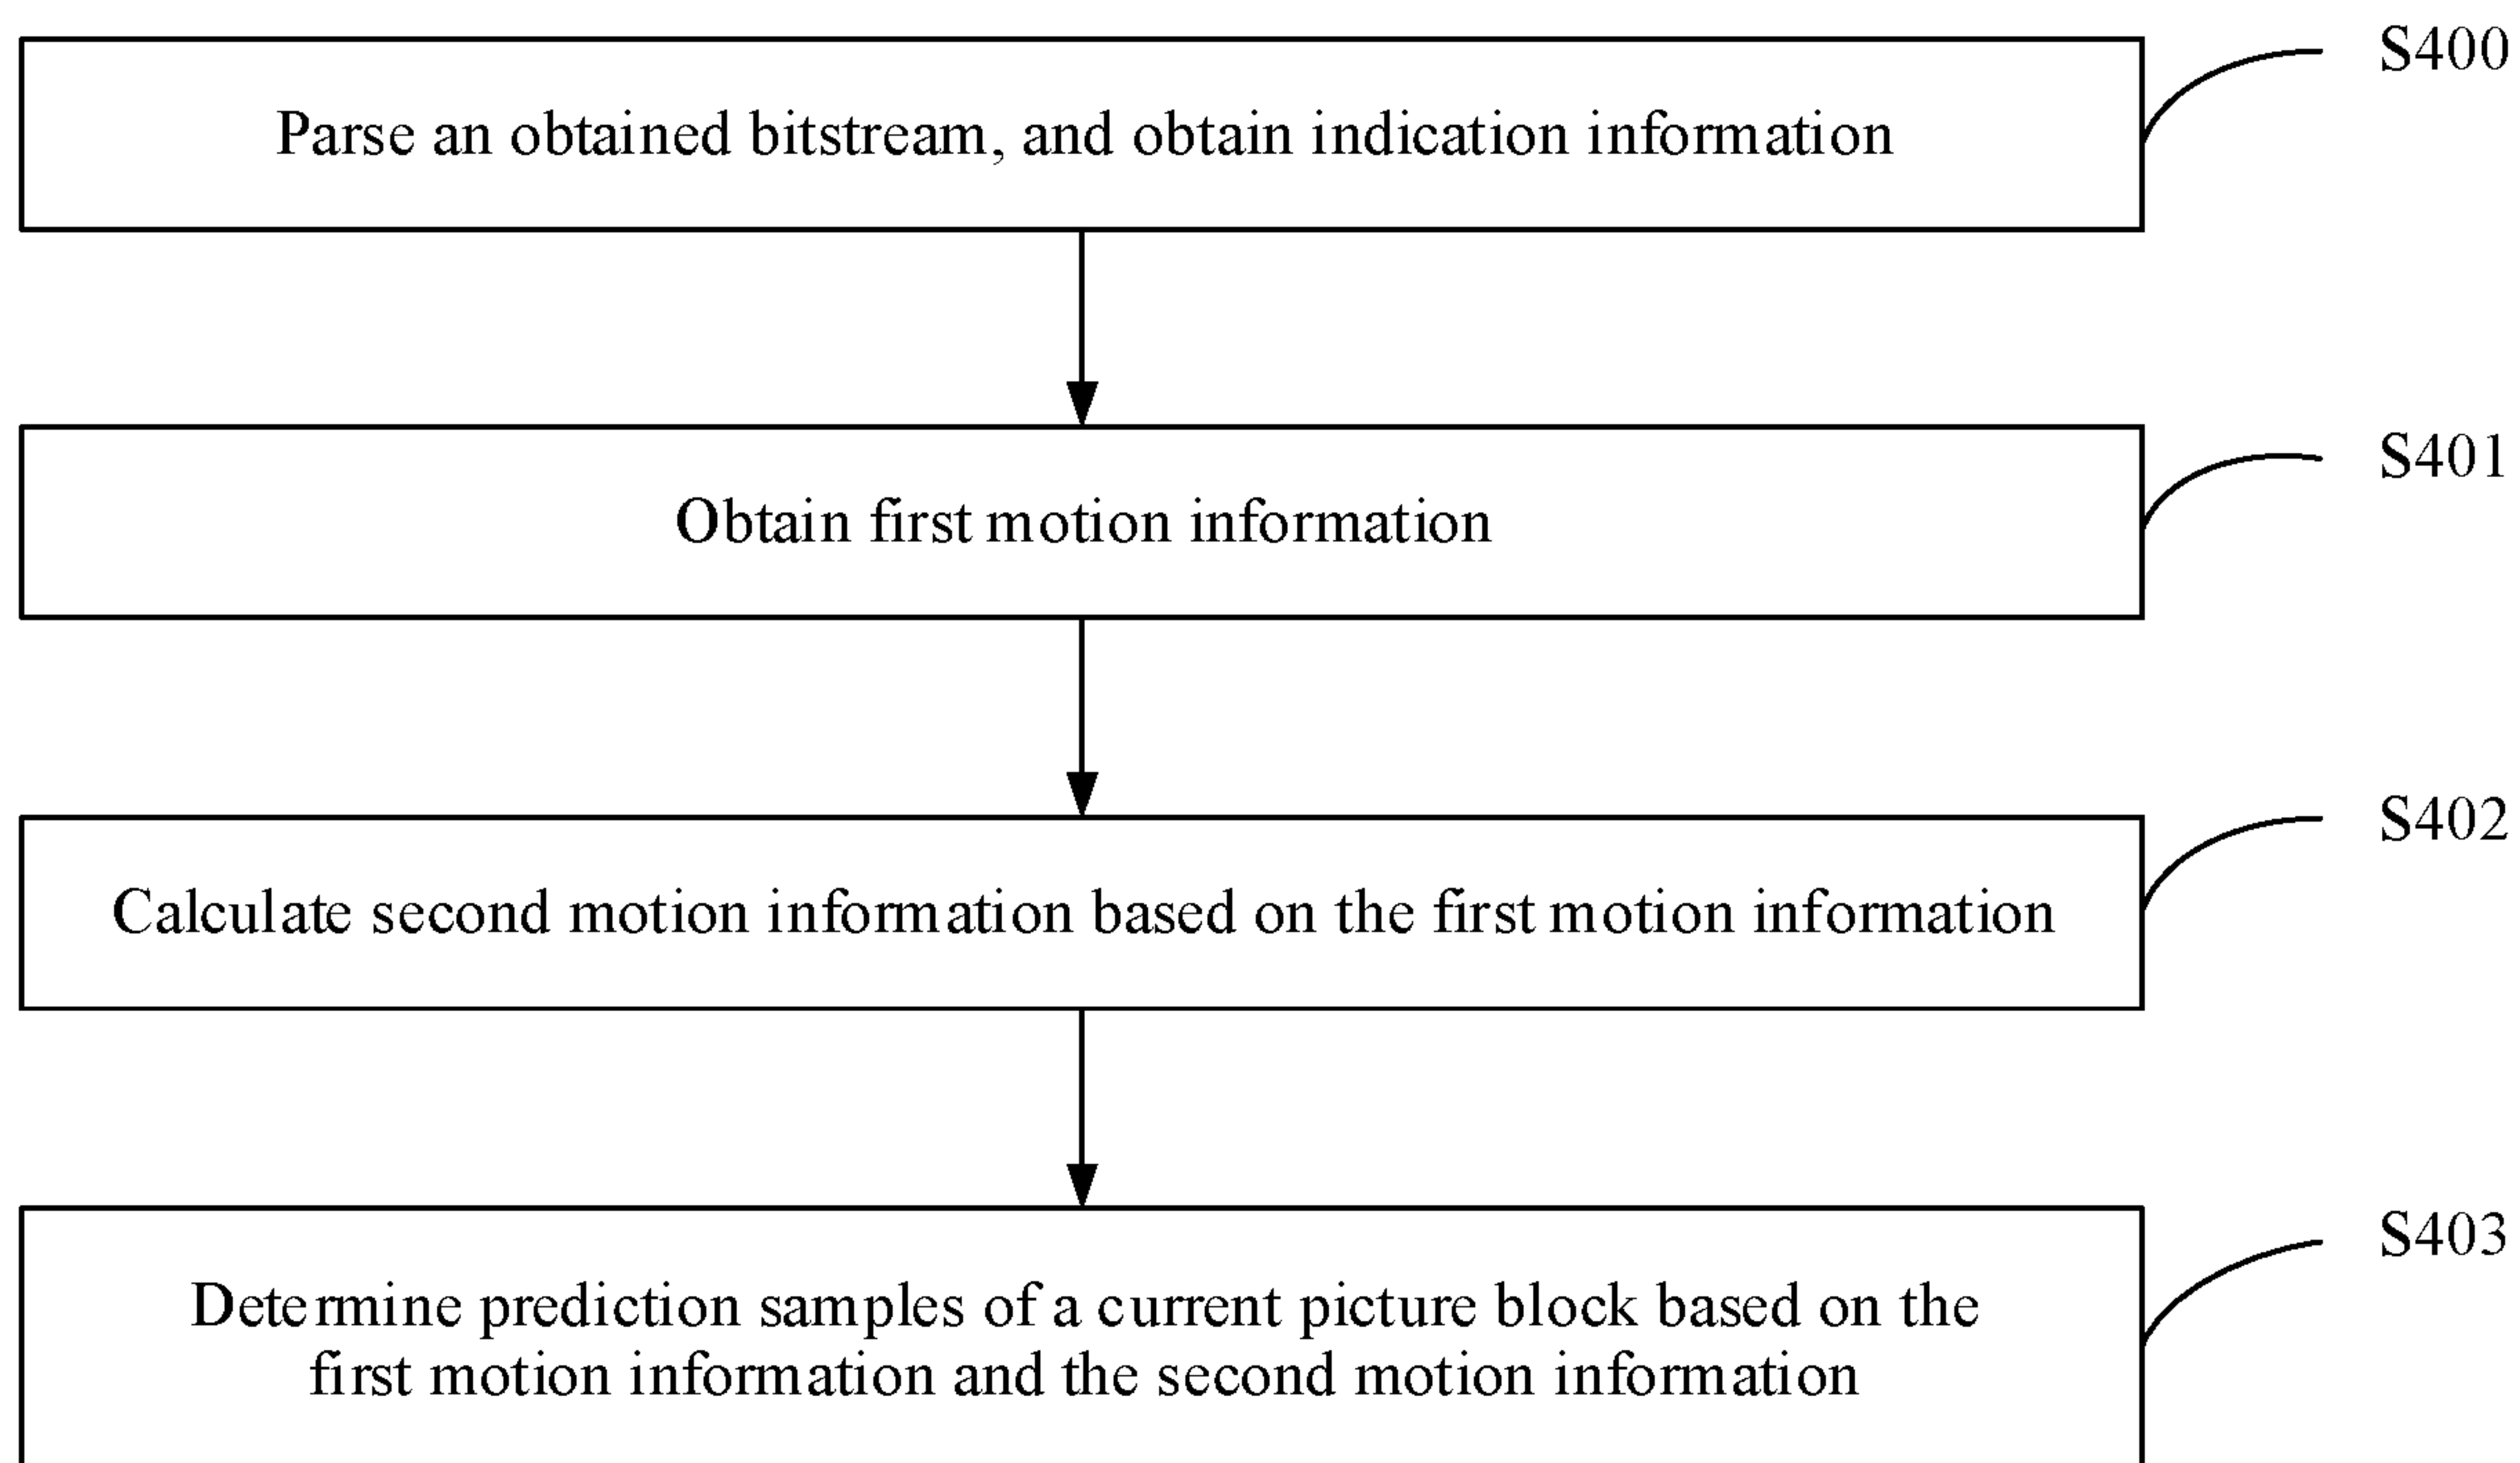 S400
Parse an obtained bitstream, and obtain indication information
S401
Obtain first motion information
S402
Calculate second motion information based on the first motion information
S403
Determine prediction samples of a current picture block based on the
first motion information and the second motion information